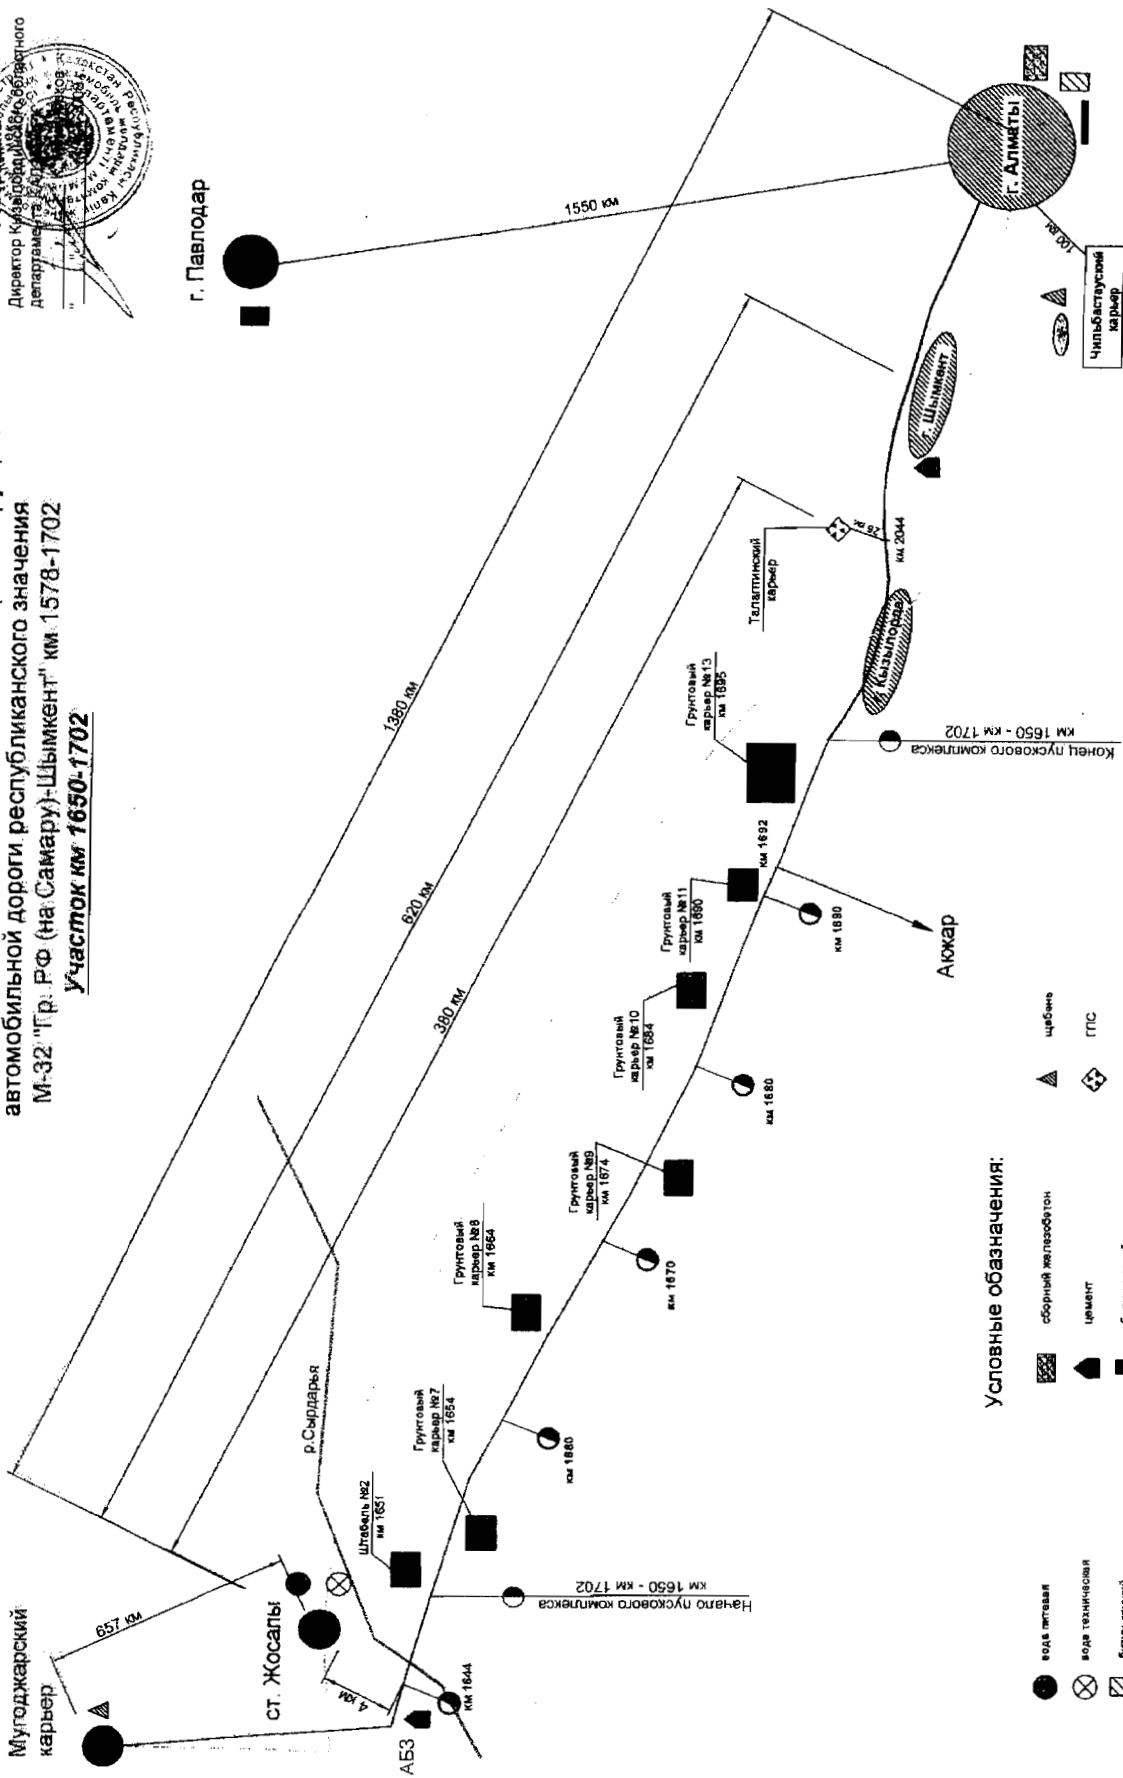 Директор Кызылординского областного
департамента
автомобильной дороги республиканского значения
М-32 "Гр. РФ (на Самару)-Шымкент" км 1578-1702
Участок км 1650-1702
Мугоджарский
карьер
657 км
ст. Жосалы
4 км
АБЗ
км 1644
р.Сырдарья
1380 км
620 км
380 км
г. Павлодар
1550 км
г. Алматы
100 км
Чильбастауский
карьер
г. Шымкент
Талаптинский
карьер
км 2044
г. Кызылорда
Штабель №2
км 1651
Грунтовый
карьер №7
км 1654
Грунтовый
карьер №8
км 1664
Грунтовый
карьер №9
км 1674
Грунтовый
карьер №10
км 1684
Грунтовый
карьер №11
км 1690
Грунтовый
карьер №13
км 1695
Начало пускового комплекса
км 1650 - км 1702
км 1660
км 1670
км 1680
км 1690
км 1692
Акжар
Конец пускового комплекса
км 1650 - км 1702
Условные обазначения:
вода питевая
вода техническая
сборный железобетон
цемент
щебень
ГПС